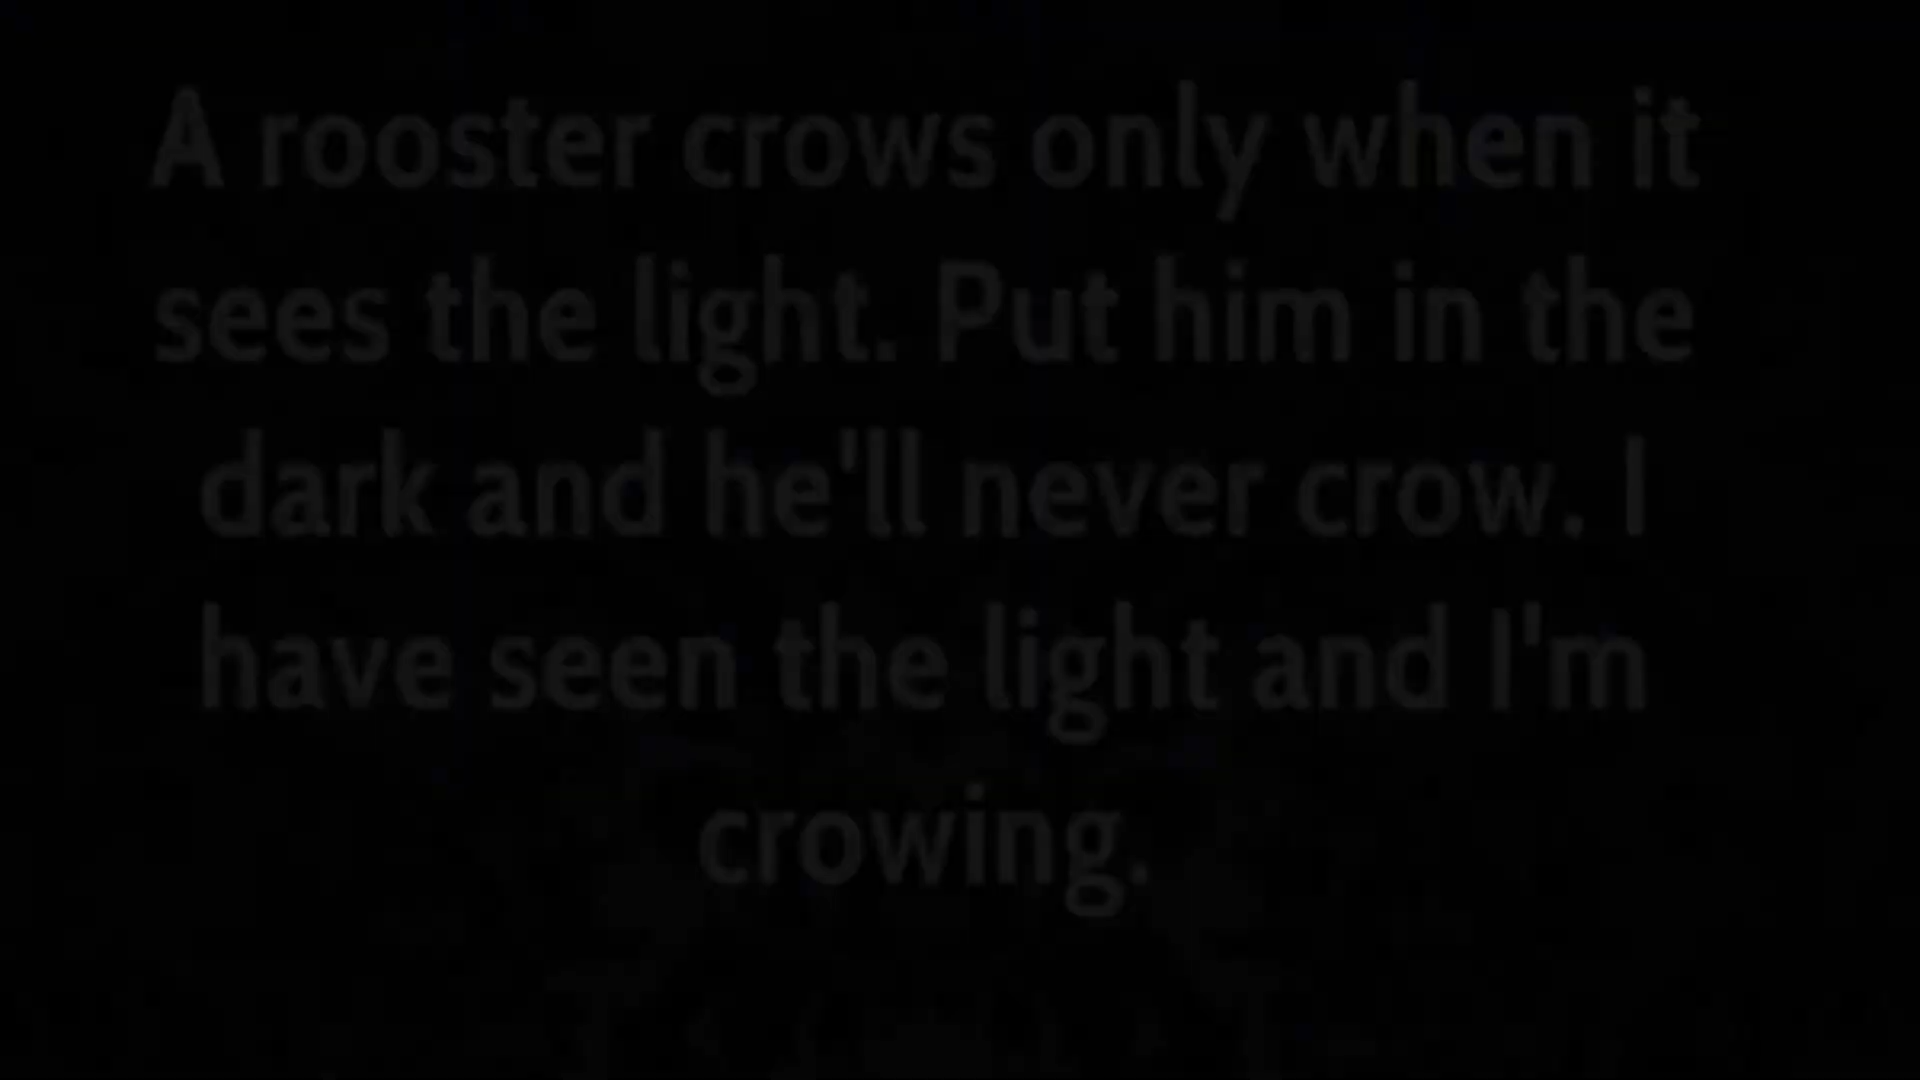 A rooster crows only when it
sees the light. Put him in the
dark and he'll never crow. I
have seen the light and I'm
crowing.